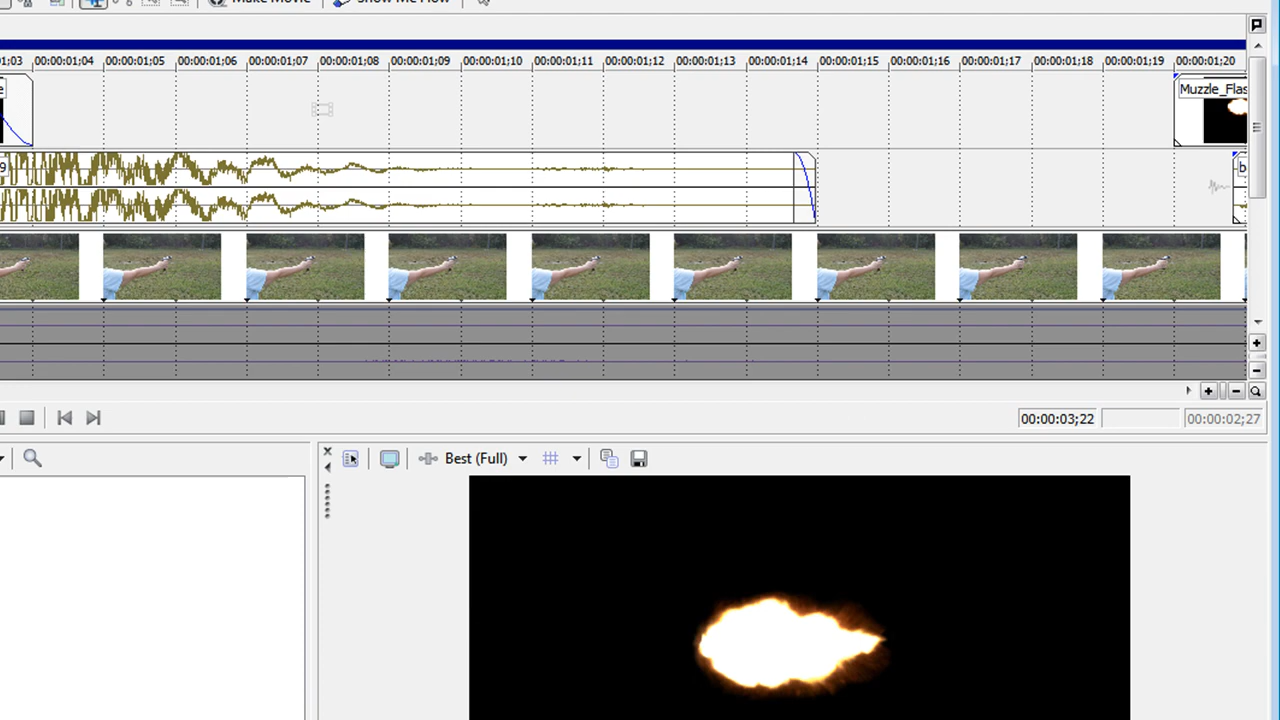 Make Movie Show Me How
1;03 00:00:01;04 00:00:01;05 00:00:01;06 00:00:01;07 00:00:01;08 00:00:01;09 00:00:01;10 00:00:01;11 00:00:01;12 00:00:01;13 00:00:01;14 00:00:01;15 00:00:01;16 00:00:01;17 00:00:01;18 00:00:01;19 00:00:01;20
e Muzzle_Flas
9 b
00:00:03;22 00:00:02;27
Best (Full)